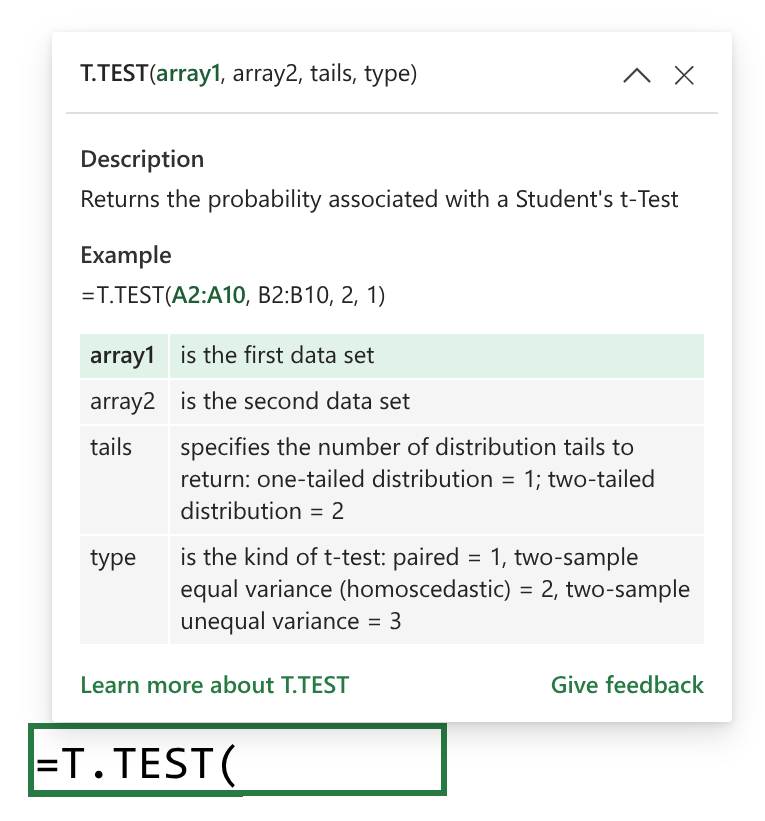 T.TEST(array1, array2, tails, type)
Description
Returns the probability associated with a Student's t-Test
Example
=T.TEST(A2:A10, B2:B10, 2, 1)
array1 is the first data set
array2 is the second data set
tails specifies the number of distribution tails to
return: one-tailed distribution = 1; two-tailed
distribution = 2
type is the kind of t-test: paired = 1, two-sample
equal variance (homoscedastic) = 2, two-sample
unequal variance = 3
Learn more about T.TEST Give feedback
=T.TEST(